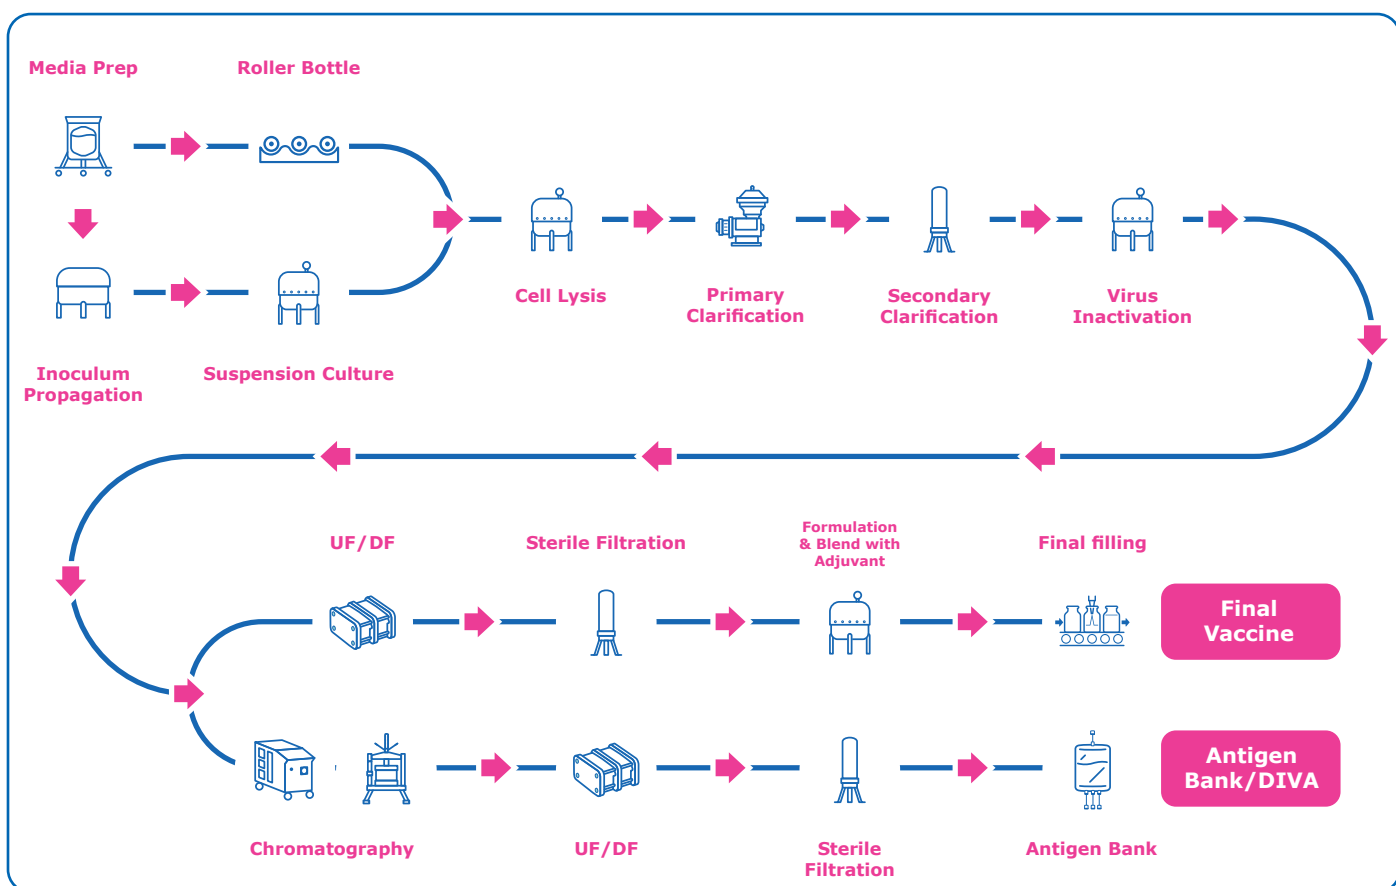 Media Prep
Roller Bottle
Cell Lysis
Primary
Clarification
Secondary
Clarification
Virus
Inactivation
Inoculum
Propagation
Suspension Culture
UF/DF
Sterile Filtration
Formulation
& Blend with
Adjuvant
Final filling
Final
Vaccine
Antigen
Bank/DIVA
Chromatography
UF/DF
Sterile
Filtration
Antigen Bank